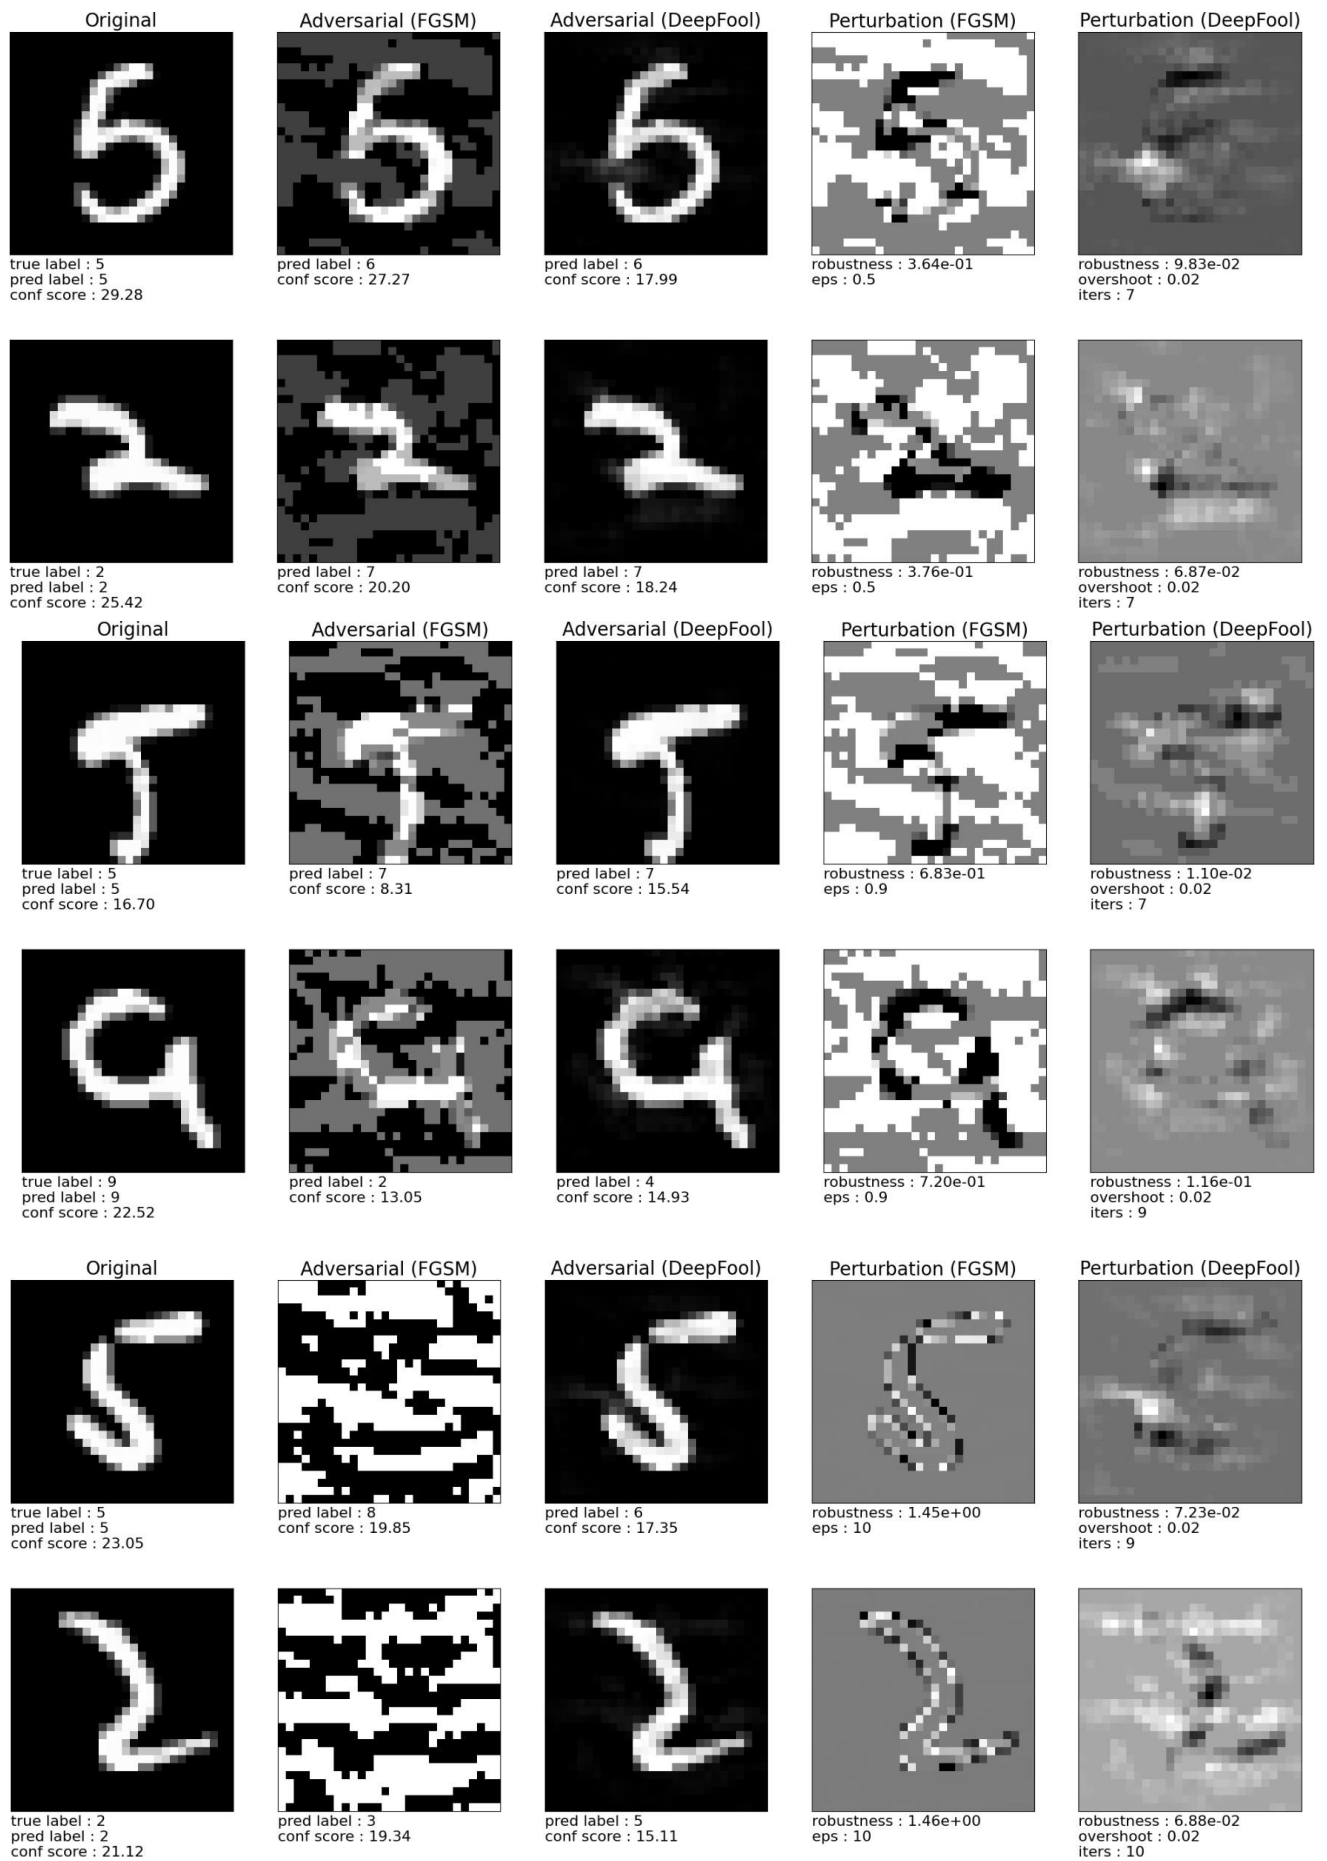 Original Adversarial (FGSM) Adversarial (DeepFool) Perturbation (FGSM) Perturbation (DeepFool)
true label : 5 pred label : 6 pred label : 6 robustness : 3.64e-01 robustness : 9.83e-02
pred label : 5 conf score : 27.27 conf score : 17.99 eps : 0.5 overshoot : 0.02
conf score : 29.28 iters : 7
true label : 2 pred label : 7 pred label : 7 robustness : 3.76e-01 robustness : 6.87e-02
pred label : 2 conf score : 20.20 conf score : 18.24 eps : 0.5 overshoot : 0.02
conf score : 25.42 iters : 7
Original Adversarial (FGSM) Adversarial (DeepFool) Perturbation (FGSM) Perturbation (DeepFool)
true label : 5 pred label : 7 pred label : 7 robustness : 6.83e-01 robustness : 1.10e-02
pred label : 5 conf score : 8.31 conf score : 15.54 eps : 0.9 overshoot : 0.02
conf score : 16.70 iters : 7
true label : 9 pred label : 2 pred label : 4 robustness : 7.20e-01 robustness : 1.16e-01
pred label : 9 conf score : 13.05 conf score : 14.93 eps : 0.9 overshoot : 0.02
conf score : 22.52 iters : 9
Original Adversarial (FGSM) Adversarial (DeepFool) Perturbation (FGSM) Perturbation (DeepFool)
true label : 5 pred label : 8 pred label : 6 robustness : 1.45e+00 robustness : 7.23e-02
pred label : 5 conf score : 19.85 conf score : 17.35 eps : 10 overshoot : 0.02
conf score : 23.05 iters : 9
true label : 2 pred label : 3 pred label : 5 robustness : 1.46e+00 robustness : 6.88e-02
pred label : 2 conf score : 19.34 conf score : 15.11 eps : 10 overshoot : 0.02
conf score : 21.12 iters : 10